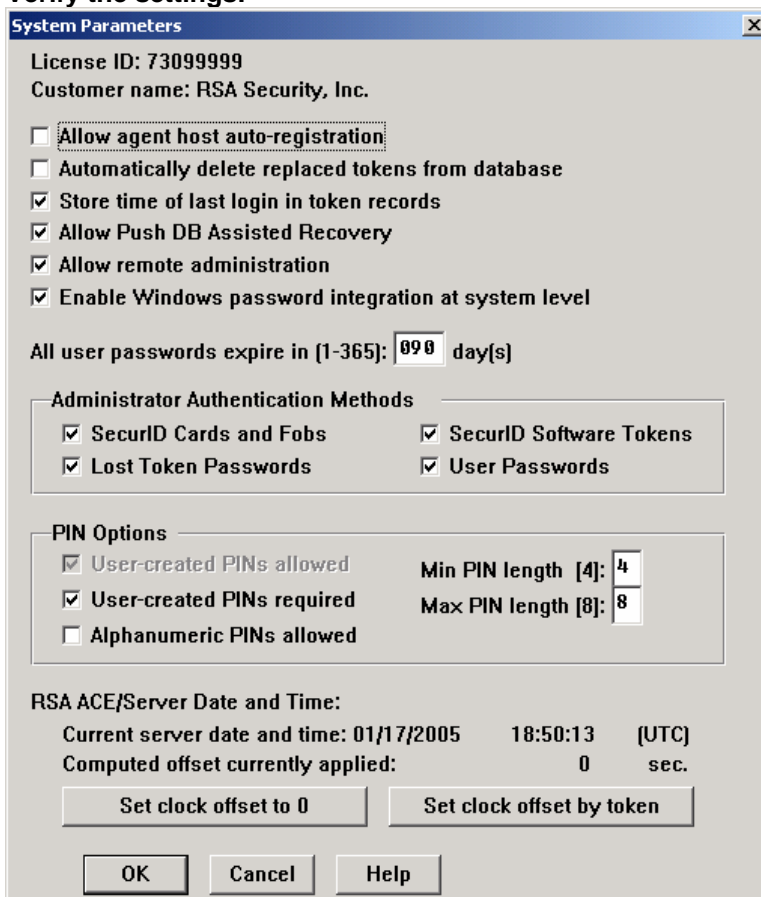 Verify the settings.
System Parameters
License ID: 73099999
Customer name: RSA Security, Inc.
Allow agent host auto-registration
Automatically delete replaced tokens from database
Store time of last login in token records
Allow Push DB Assisted Recovery
Allow remote administration
Enable Windows password integration at system level
All user passwords expire in (1-365): 090 day(s)
Administrator Authentication Methods
SecurID Cards and Fobs SecurID Software Tokens
Lost Token Passwords User Passwords
PIN Options
User-created PINs allowed Min PIN length [4]: 4
User-created PINs required Max PIN length [8]: 8
Alphanumeric PINs allowed
RSA ACE/Server Date and Time:
Current server date and time: 01/17/2005 18:50:13 (UTC)
Computed offset currently applied: 0 sec.
Set clock offset to 0 Set clock offset by token
OK Cancel Help